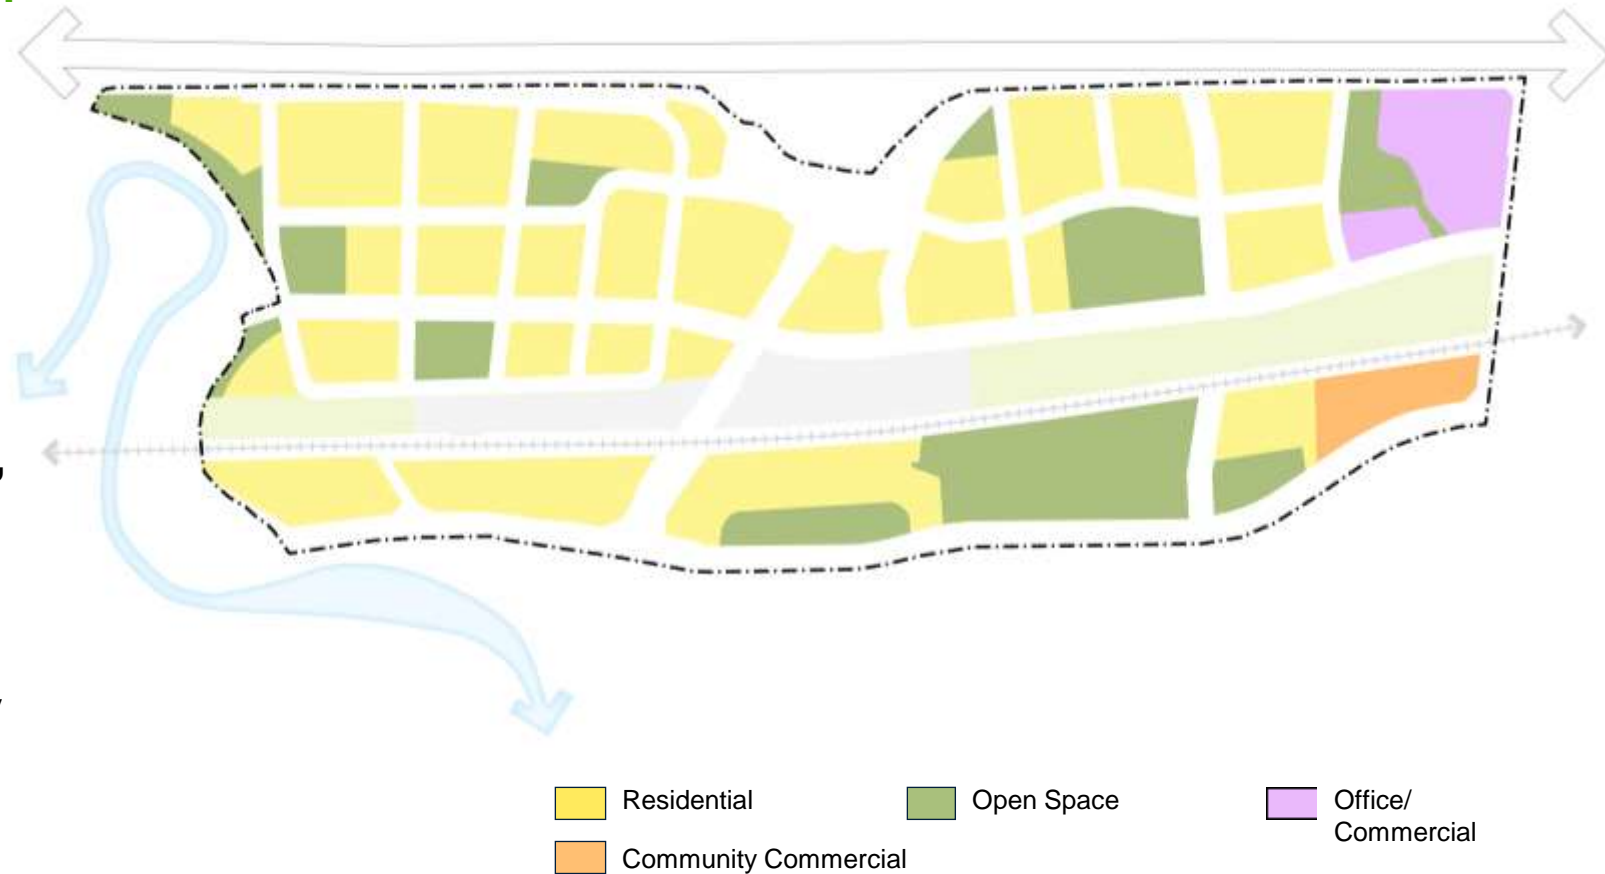 Residential
Open Space
Office/
Commercial
Community Commercial